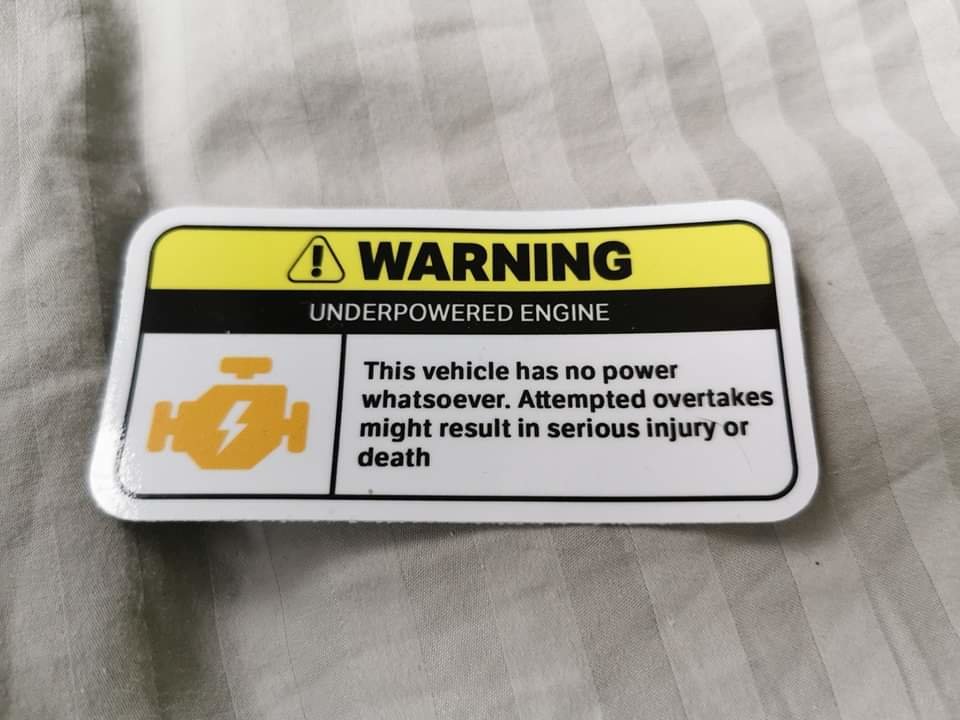 WARNING
UNDERPOWERED ENGINE
This vehicle has no power
whatsoever. Attempted overtakes
might result in serious injury or
death